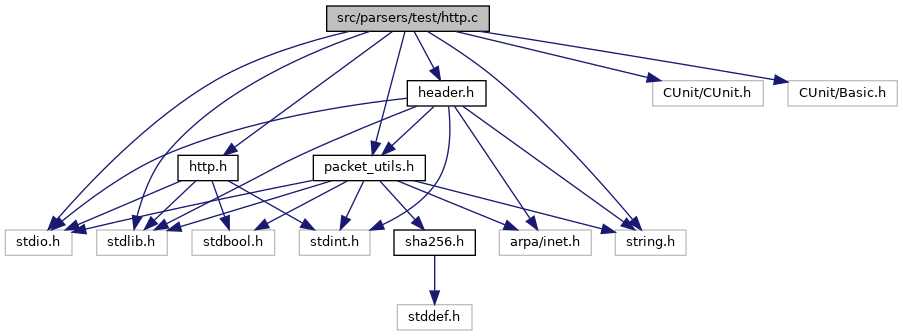 src/parsers/test/http.c
header.h
CUnit/CUnit.h
CUnit/Basic.h
http.h
packet_utils.h
stdio.h
stdlib.h
stdbool.h
stdint.h
sha256.h
arpa/inet.h
string.h
stddef.h